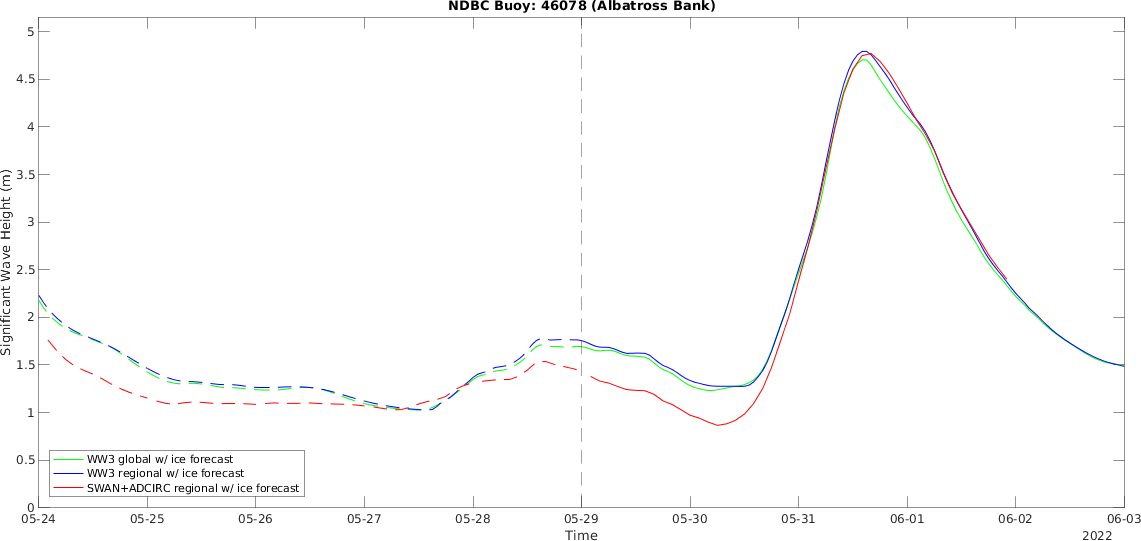 NDBC Buoy: 46078 (Albatross Bank)
5
4.5
4
3.5
3
2.5
2
1.5
1
0.5
0
Significant Wave Height (m)
WW3 global w/ ice forecast
WW3 regional w/ ice forecast
SWAN+ADCIRC regional w/ ice forecast
05-24 05-25 05-26 05-27 05-28 05-29 05-30 05-31 06-01 06-02 06-03
Time
2022